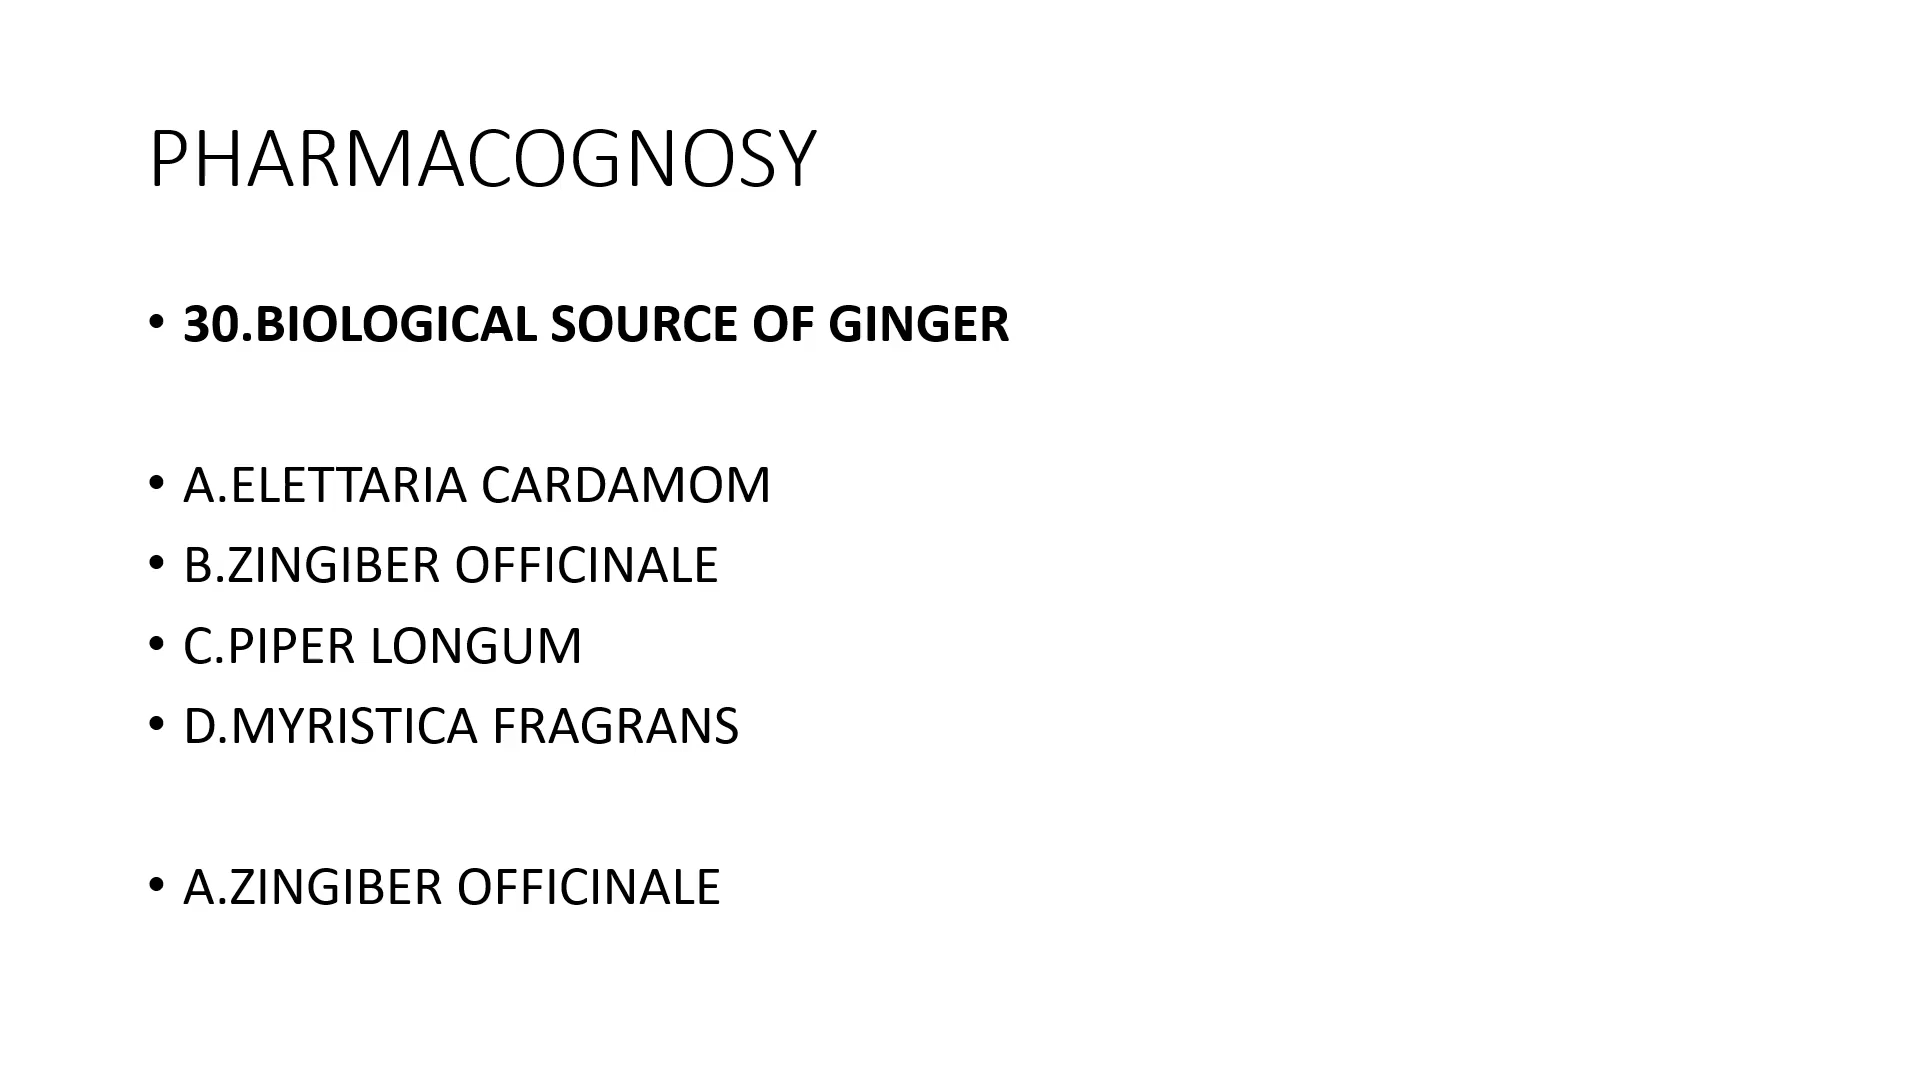 PHARMACOGNOSY
• 30.BIOLOGICAL SOURCE OF GINGER
• A.ELETTARIA CARDAMOM
• B.ZINGIBER OFFICINALE
• C.PIPER LONGUM
• D.MYRISTICA FRAGRANS
• A.ZINGIBER OFFICINALE